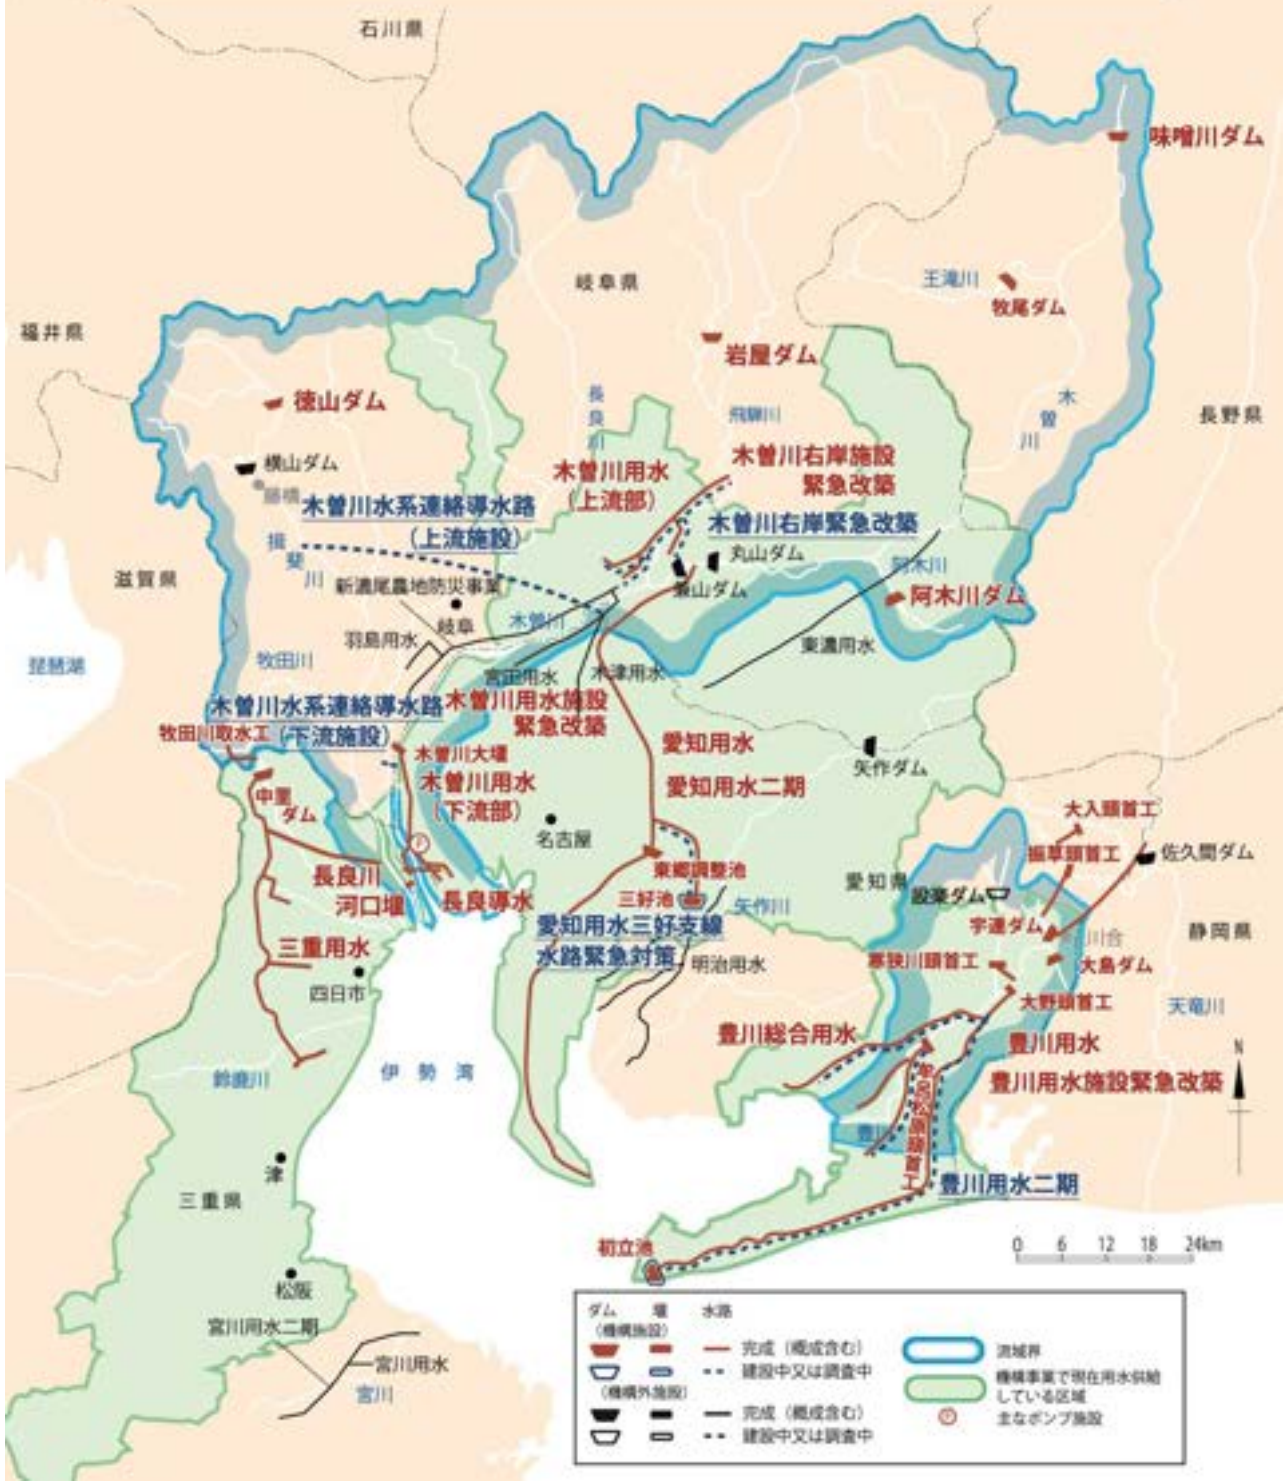 石川県
味噌川ダム
岐阜県
王滝川
牧尾ダム
福井県
岩屋ダム
徳山ダム
長良川
飛騨川
木曽川
長野県
横山ダム
藤橋
木曽川用水
（上流部）
木曽川右岸施設
緊急改築
木曽川水系連絡導水路
（上流施設）
木曽川右岸緊急改築
揖斐川
丸山ダム
兼山ダム
阿木川
阿木川ダム
滋賀県
新濃尾農地防災事業
岐阜
木曽川
羽島用水
東濃用水
琵琶湖
牧田川
宮田用水
木津用水
木曽川水系連絡導水路
（下流施設）
木曽川用水施設
緊急改築
牧田川取水工
木曽川大堰
愛知用水
矢作ダム
中里
ダム
木曽川用水
（下流部）
愛知用水二期
大入頭首工
名古屋
振草頭首工
佐久間ダム
長良川
河口堰
長良導水
東郷調整池
三好池
矢作川
愛知県
設楽ダム
宇連ダム
川合
静岡県
愛知用水三好支線
水路緊急対策
三重用水
明治用水
寒狭川頭首工
大島ダム
四日市
大野頭首工
天竜川
豊川総合用水
豊川用水
豊川用水施設緊急改築
鈴鹿川
伊勢湾
N
牟呂松原頭首工
豊川
津
三重県
豊川用水二期
初立池
0 6 12 18 24km
松阪
宮川用水二期
宮川用水
宮川
ダム 堰 水路
（機構施設）
完成（概成含む）
建設中又は調査中
（機構外施設）
完成（概成含む）
建設中又は調査中
流域界
機構事業で現在用水供給
している区域
P 主なポンプ施設